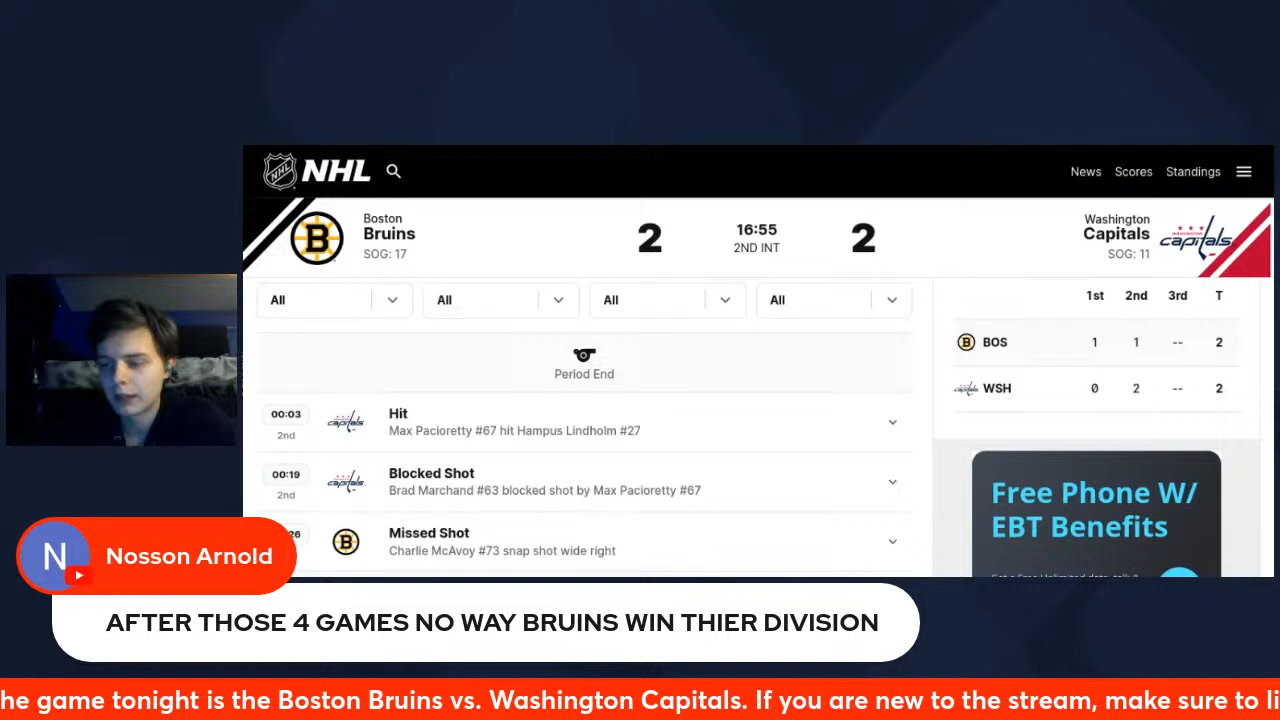 NHL
News Scores Standings
Boston
Bruins
SOG: 17
2
16:55
2ND INT
2
Washington
Capitals
SOG: 11
capitals
All All All All
Period End
00:03
2nd
Hit
Max Pacioretty #67 hit Hampus Lindholm #27
00:19
2nd
Blocked Shot
Brad Marchand #63 blocked shot by Max Pacioretty #67
Missed Shot
Charlie McAvoy #73 snap shot wide right
1st 2nd 3rd T
BOS 1 1 -- 2
WSH 0 2 -- 2
Free Phone W/
EBT Benefits
N Nosson Arnold
AFTER THOSE 4 GAMES NO WAY BRUINS WIN THIER DIVISION
he game tonight is the Boston Bruins vs. Washington Capitals. If you are new to the stream, make sure to li